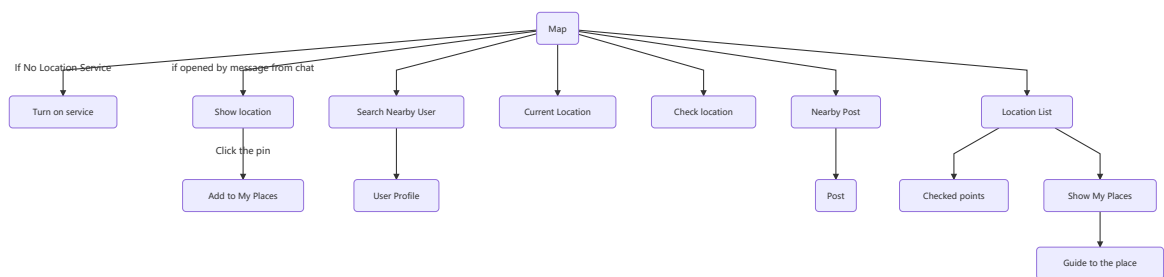 Map
If No Location Service
if opened by message from chat
Turn on service
Show location
Search Nearby User
Current Location
Check location
Nearby Post
Location List
Click the pin
Add to My Places
User Profile
Post
Checked points
Show My Places
Guide to the place